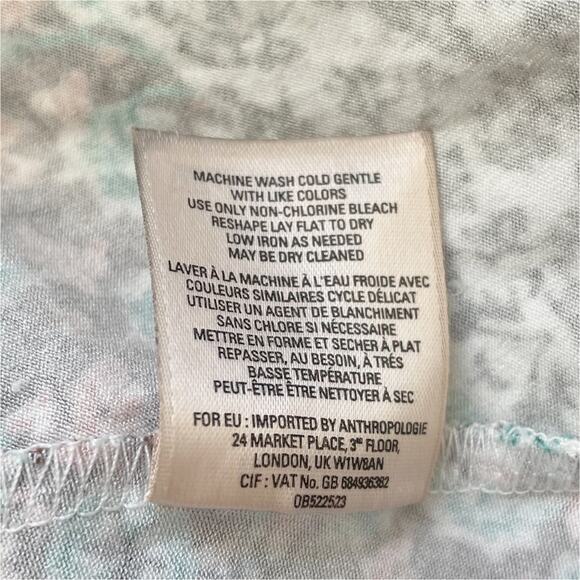 MACHINE WASH COLD GENTLE
WITH LIKE COLORS
USE ONLY NON-CHLORINE BLEACH
RESHAPE LAY FLAT TO DRY
LOW IRON AS NEEDED
MAY BE DRY CLEANED
LAVER À LA MACHINE À L'EAU FROIDE AVEC
COULEURS SIMILAIRES CYCLE DÉLICAT
UTILISER UN AGENT DE BLANCHIMENT
SANS CHLORE SI NÉCESSAIRE
METTRE EN FORME ET SECHER À PLAT
REPASSER, AU BESOIN, À TRÉS
BASSE TEMPÉRATURE
PEUT-ÊTRE ÊTRE NETTOYER À SEC
FOR EU : IMPORTED BY ANTHROPOLOGIE
24 MARKET PLACE, 3RD FLOOR,
LONDON, UK W1W8AN
CIF : VAT No. GB 684936382
OB522523